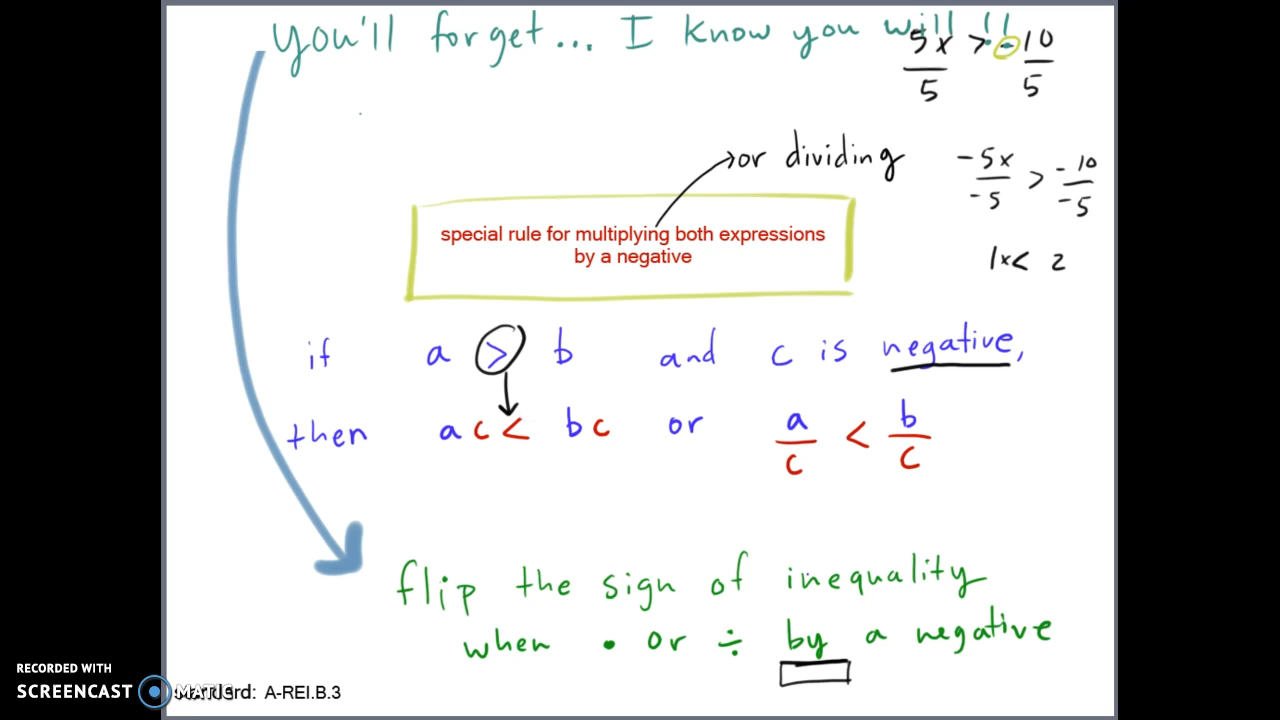 you'll forget... I know you will!!
5x > -10
5 5
or dividing
-5x > -10
-5 -5
special rule for multiplying both expressions
by a negative
1x < 2
if a > b and c is negative,
then ac < bc or a/c < b/c
flip the sign of inequality
when • or ÷ by a negative
RECORDED WITH
SCREENCAST MATIC
A-REI.B.3